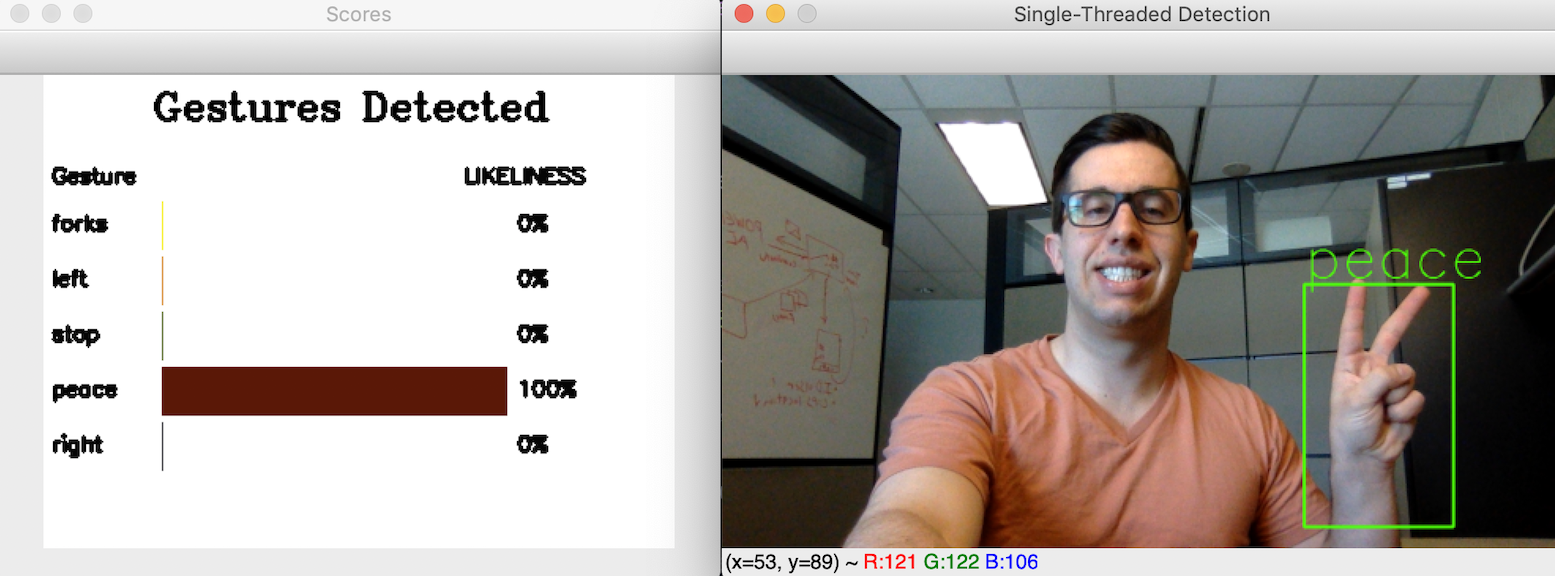 Scores
Gestures Detected
Gesture LIKELINESS
forks 0%
left 0%
stop 0%
peace 100%
right 0%
Single-Threaded Detection
peace
(x=53, y=89) ~ R:121 G:122 B:106